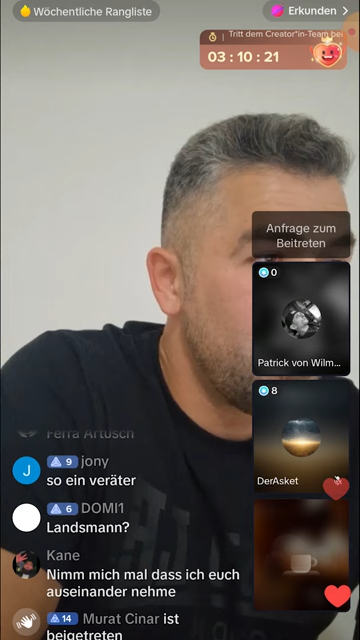 Wöchentliche Rangliste
Erkunden >
Tritt dem Creator*in-Team bei
03 : 10 : 21
Anfrage zum
Beitreten
0
Patrick von Wilm...
8
DerAsket
Ferra Artusch
J
9 jony
so ein veräter
6 DOMI1
Landsmann?
Kane
Nimm mich mal dass ich euch
auseinander nehme
14 Murat Cinar ist
beigetreten